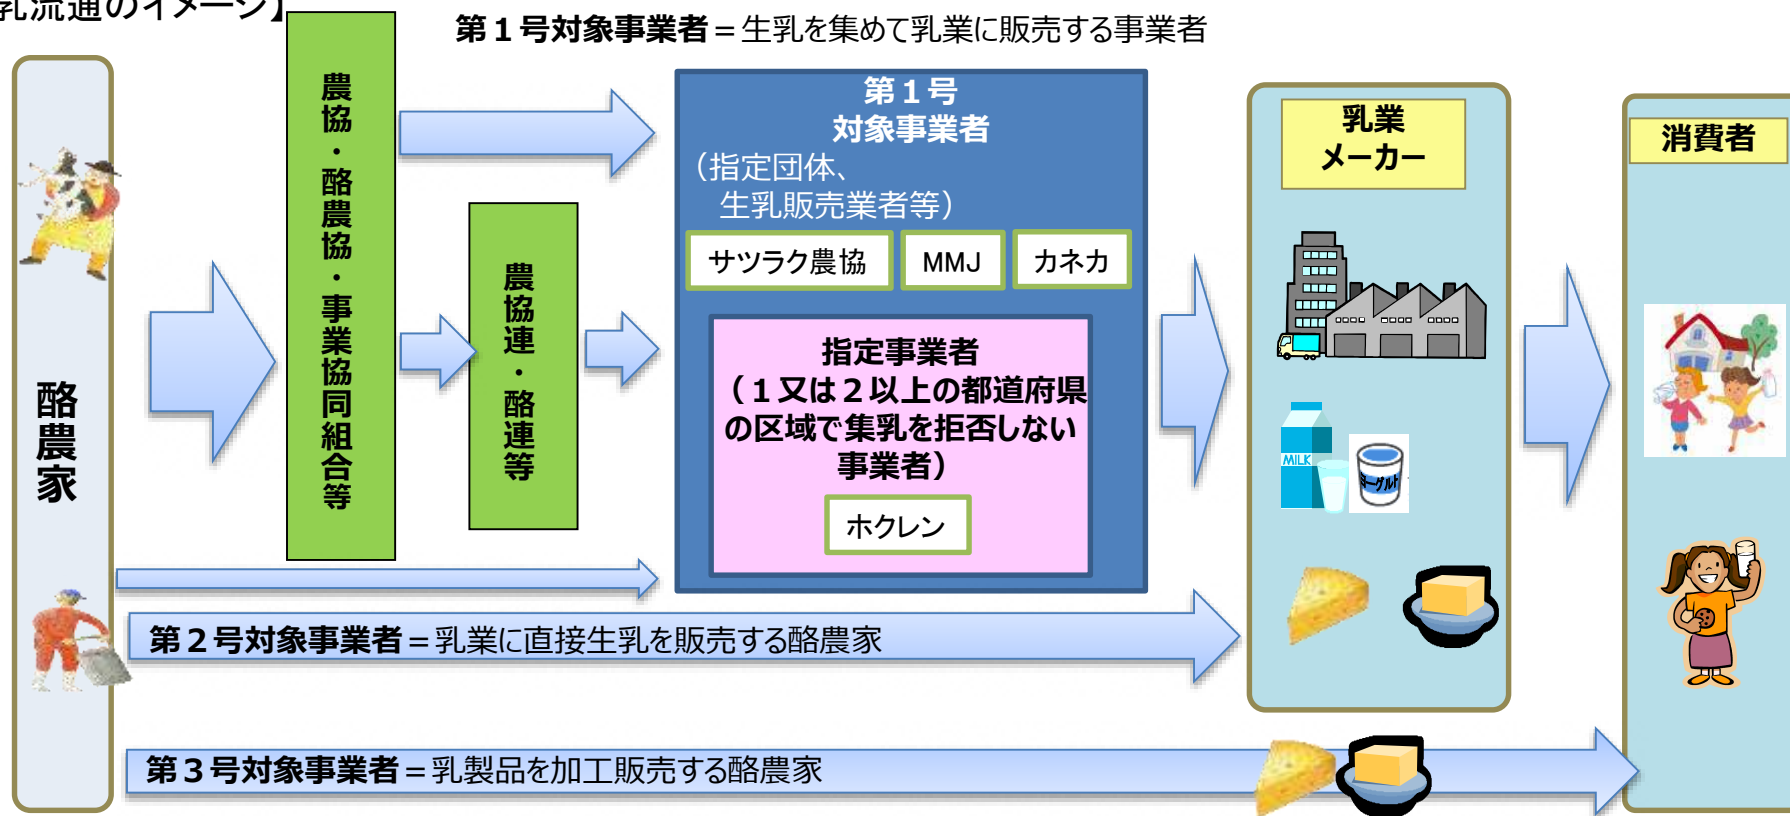 乳流通のイメージ】
第１号対象事業者＝生乳を集めて乳業に販売する事業者
酪農家
農協・酪農協・事業協同組合等
農協連・酪連等
第１号
対象事業者
（指定団体、
生乳販売業者等）
サツラク農協
MMJ
カネカ
指定事業者
（１又は２以上の都道府県
の区域で集乳を拒否しない
事業者）
ホクレン
乳業
メーカー
MILK
ヨーグルト
消費者
第２号対象事業者＝乳業に直接生乳を販売する酪農家
第３号対象事業者＝乳製品を加工販売する酪農家